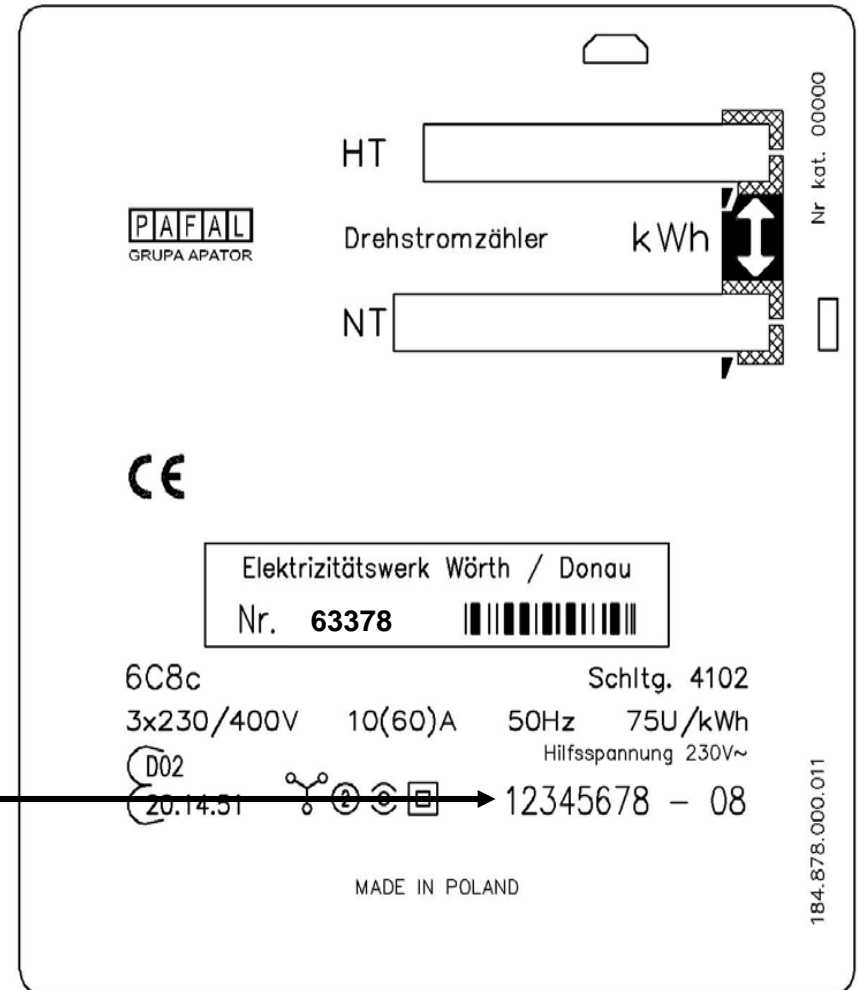 Nr kat. 00000
HT
PAFAL
GRUPA APATOR
Drehstromzähler kWh
NT
CE
Elektrizitätswerk Wörth / Donau
Nr. 63378
6C8c Schltg. 4102
3x230/400V 10(60)A 50Hz 75U/kWh
Hilfsspannung 230V~
D02
20.14.51 2 12345678 - 08
184.878.000.011
MADE IN POLAND